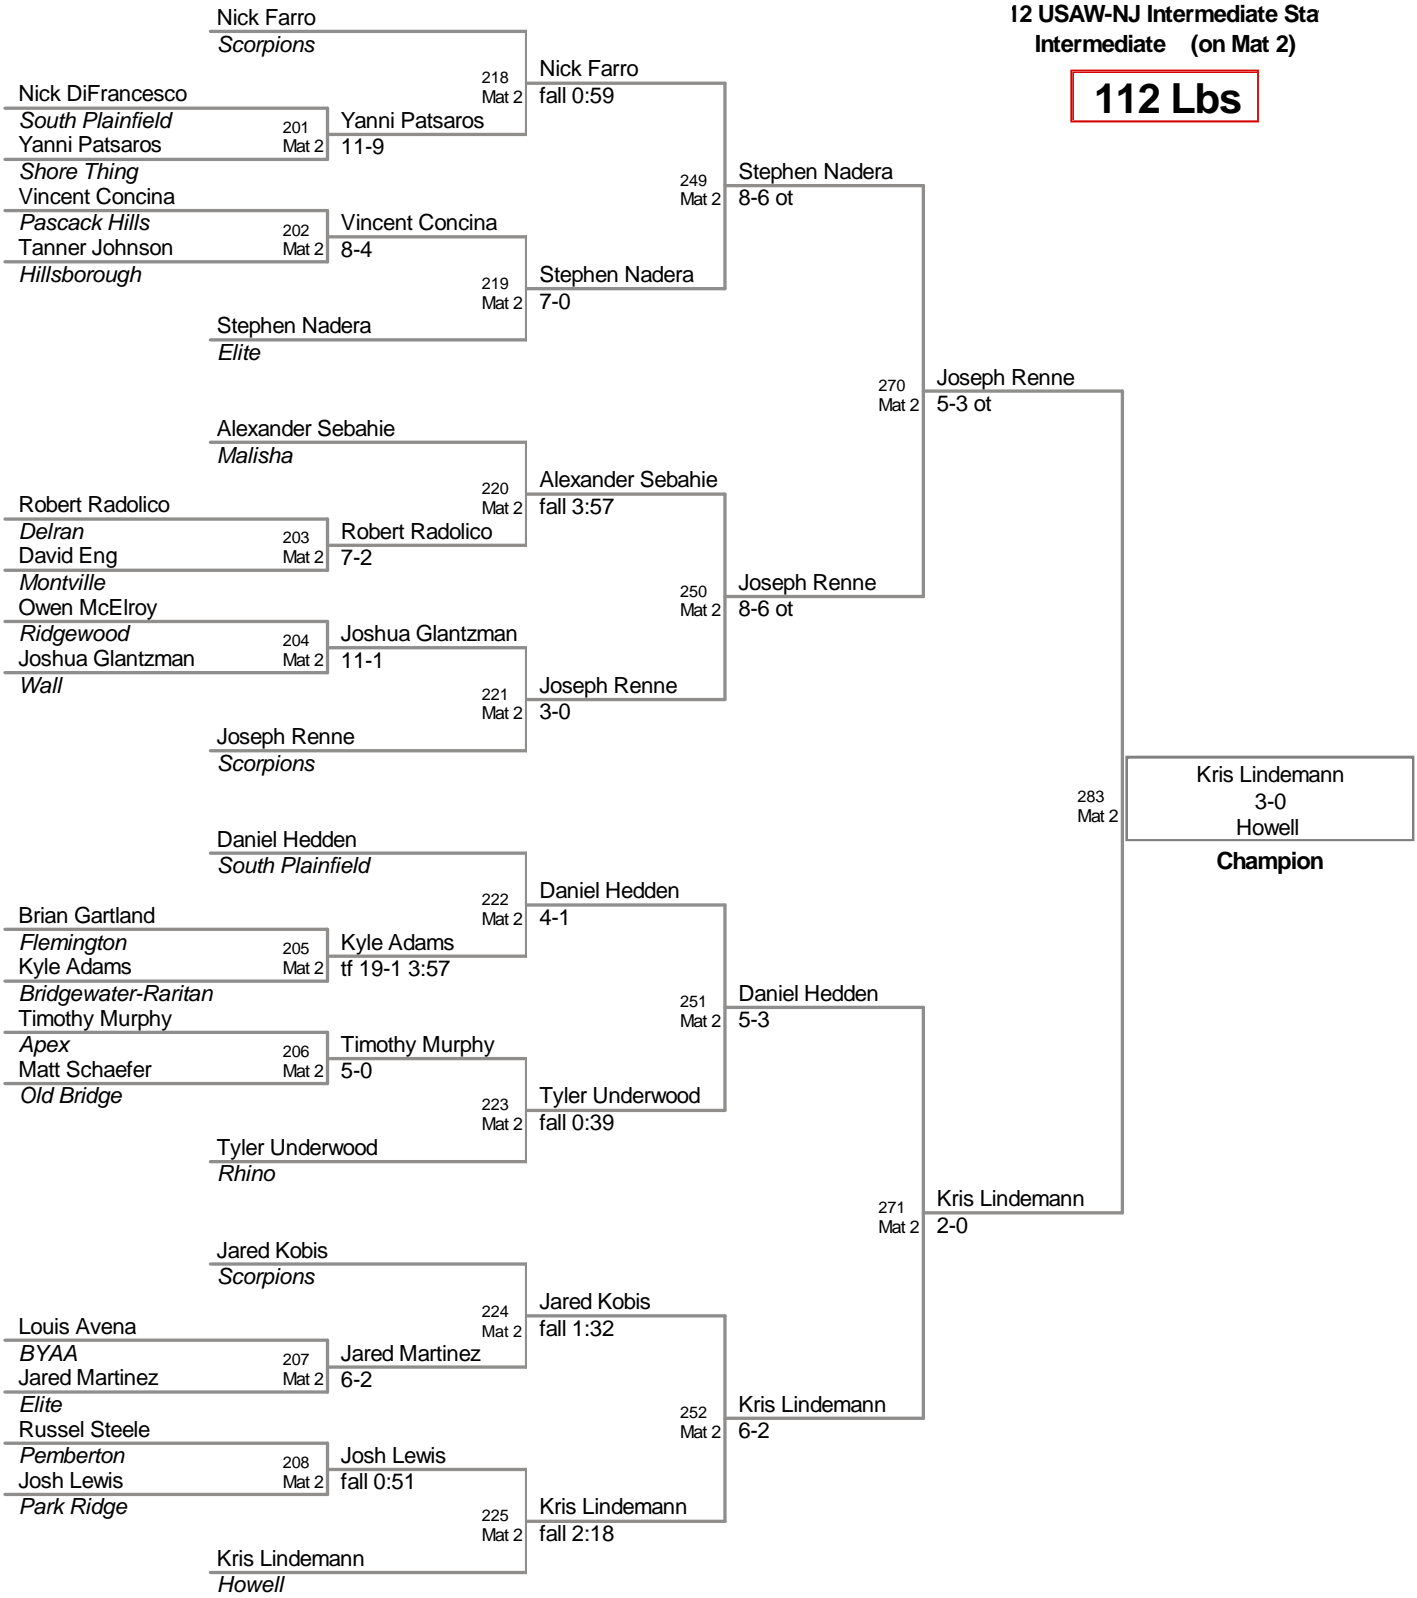 12 USAW-NJ Intermediate Sta
Intermediate (on Mat 2)
112 Lbs
Nick Farro
Scorpions
218
Mat 2
Nick Farro
fall 0:59
Nick DiFrancesco
South Plainfield
201
Mat 2
Yanni Patsaros
11-9
Yanni Patsaros
Shore Thing
249
Mat 2
Stephen Nadera
8-6 ot
Vincent Concina
Pascack Hills
202
Mat 2
Vincent Concina
8-4
Tanner Johnson
Hillsborough
219
Mat 2
Stephen Nadera
7-0
Stephen Nadera
Elite
270
Mat 2
Joseph Renne
5-3 ot
Alexander Sebahie
Malisha
220
Mat 2
Alexander Sebahie
fall 3:57
Robert Radolico
Delran
203
Mat 2
Robert Radolico
7-2
David Eng
Montville
250
Mat 2
Joseph Renne
8-6 ot
Owen McElroy
Ridgewood
204
Mat 2
Joshua Glantzman
11-1
Joshua Glantzman
Wall
221
Mat 2
Joseph Renne
3-0
Joseph Renne
Scorpions
283
Mat 2
Kris Lindemann
3-0
Howell
Champion
Daniel Hedden
South Plainfield
222
Mat 2
Daniel Hedden
4-1
Brian Gartland
Flemington
205
Mat 2
Kyle Adams
tf 19-1 3:57
Kyle Adams
Bridgewater-Raritan
251
Mat 2
Daniel Hedden
5-3
Timothy Murphy
Apex
206
Mat 2
Timothy Murphy
5-0
Matt Schaefer
Old Bridge
223
Mat 2
Tyler Underwood
fall 0:39
Tyler Underwood
Rhino
271
Mat 2
Kris Lindemann
2-0
Jared Kobis
Scorpions
224
Mat 2
Jared Kobis
fall 1:32
Louis Avena
BYAA
207
Mat 2
Jared Martinez
6-2
Jared Martinez
Elite
252
Mat 2
Kris Lindemann
6-2
Russel Steele
Pemberton
208
Mat 2
Josh Lewis
fall 0:51
Josh Lewis
Park Ridge
225
Mat 2
Kris Lindemann
fall 2:18
Kris Lindemann
Howell